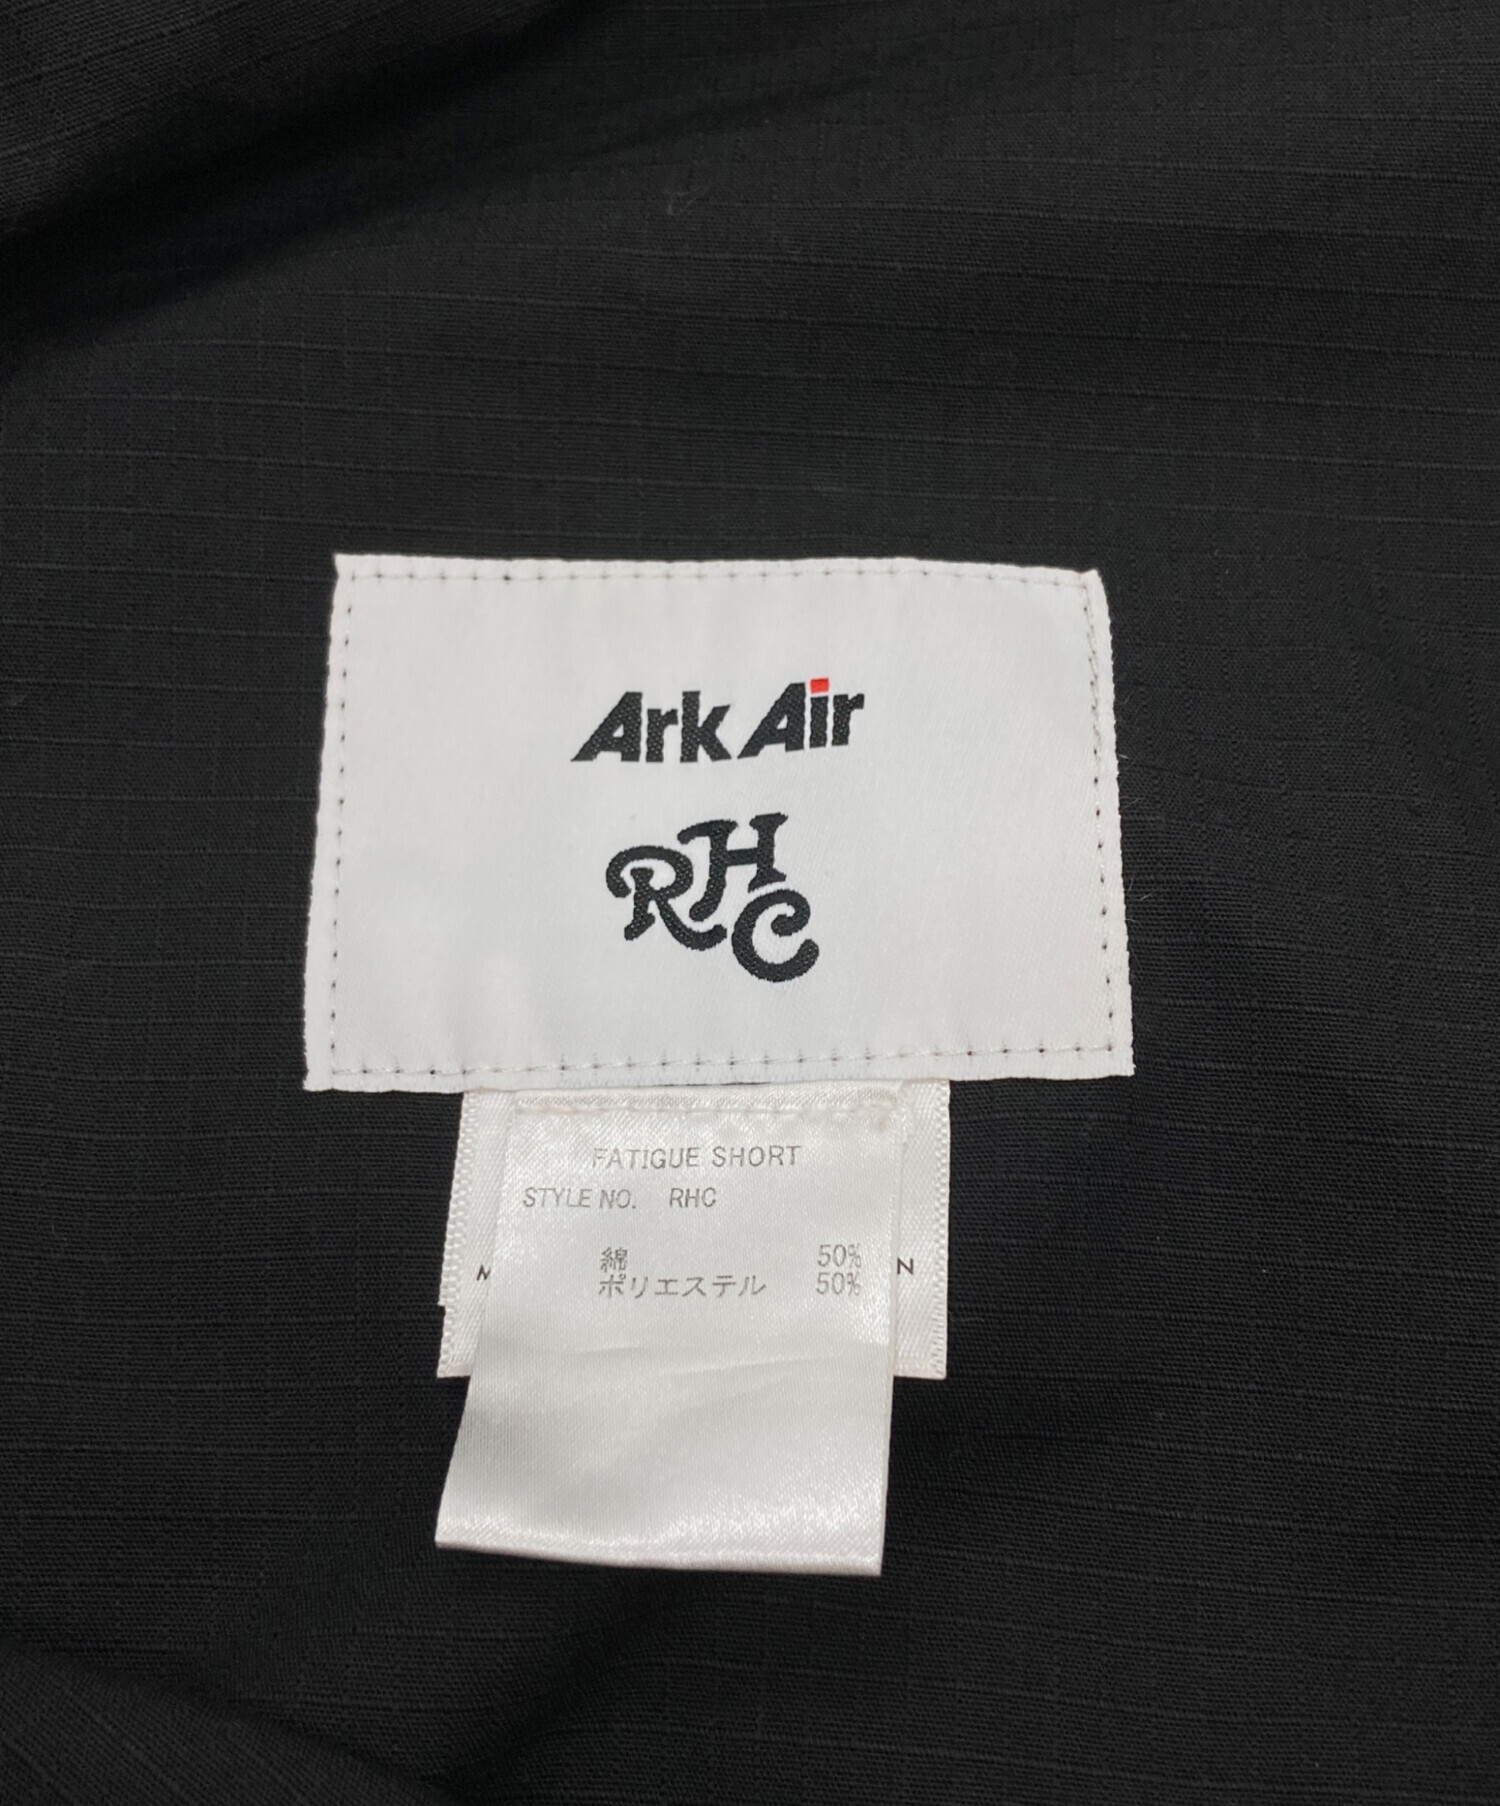 Ark Air
RHC
FATIGUE SHORT
STYLE NO. RHC
綿 50%
ポリエステル 50%